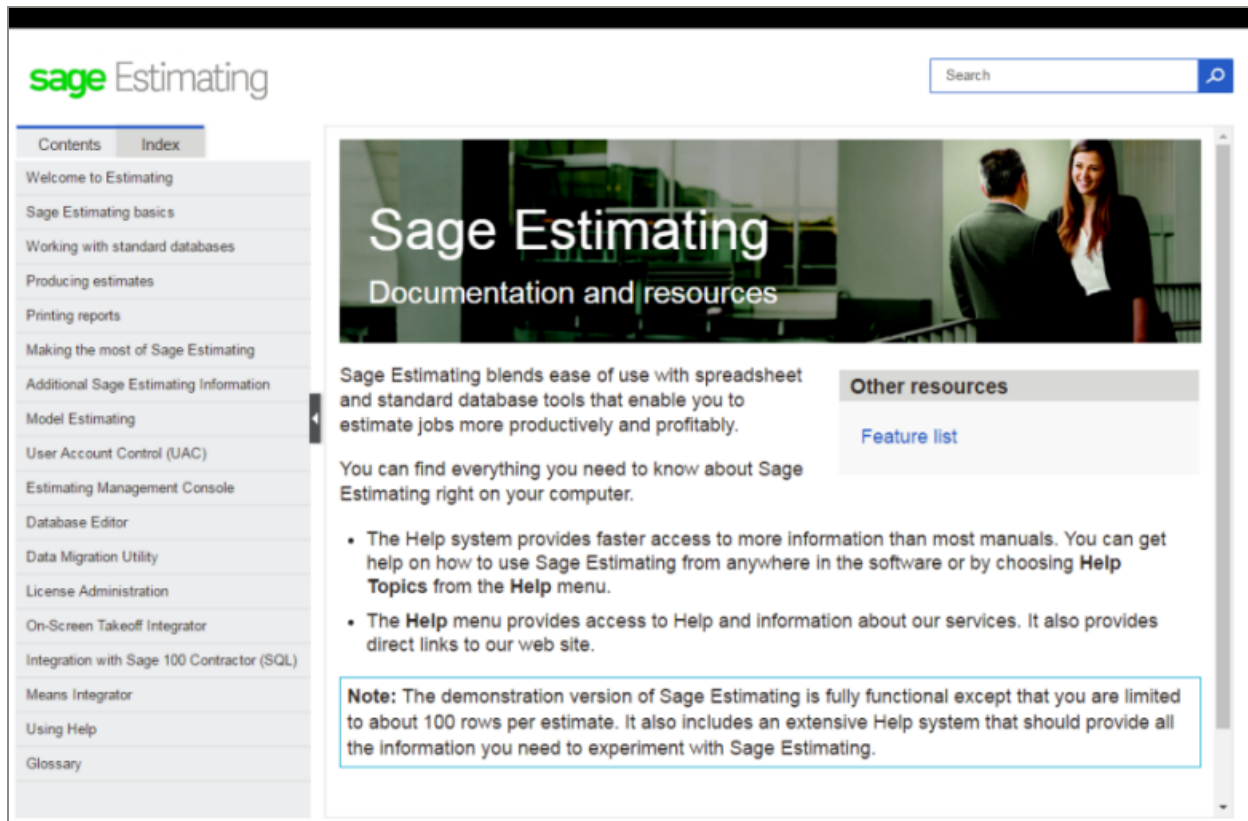 sage Estimating
Search
Contents
Index
Welcome to Estimating
Sage Estimating basics
Working with standard databases
Producing estimates
Printing reports
Making the most of Sage Estimating
Additional Sage Estimating Information
Model Estimating
User Account Control (UAC)
Estimating Management Console
Database Editor
Data Migration Utility
License Administration
On-Screen Takeoff Integrator
Integration with Sage 100 Contractor (SQL)
Means Integrator
Using Help
Glossary
Sage Estimating
Documentation and resources
Sage Estimating blends ease of use with spreadsheet
and standard database tools that enable you to
estimate jobs more productively and profitably.
You can find everything you need to know about Sage
Estimating right on your computer.
Other resources
Feature list
• The Help system provides faster access to more information than most manuals. You can get
help on how to use Sage Estimating from anywhere in the software or by choosing Help
Topics from the Help menu.
• The Help menu provides access to Help and information about our services. It also provides
direct links to our web site.
Note: The demonstration version of Sage Estimating is fully functional except that you are limited
to about 100 rows per estimate. It also includes an extensive Help system that should provide all
the information you need to experiment with Sage Estimating.